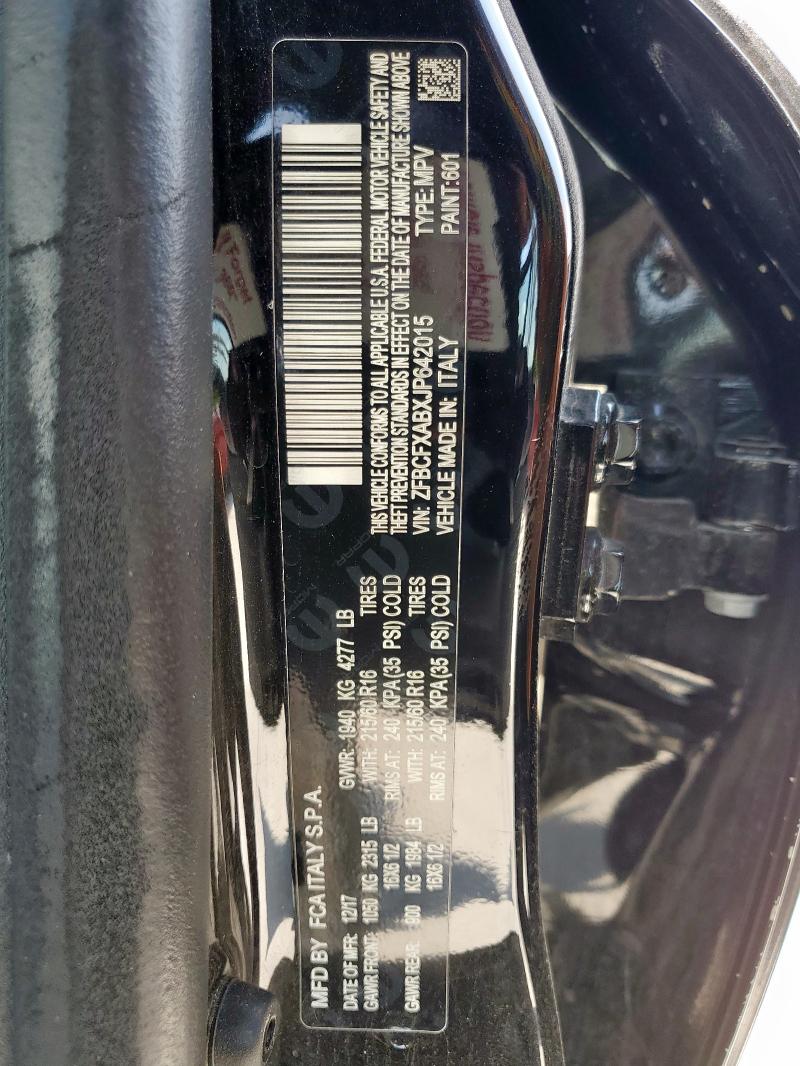 MFD BY FCA ITALY S.P.A.
DATE OF MFR: 12/17 GVWR: 1940 KG 4277 LB
GAWR FRONT: 1050 KG 2315 LB WITH: 215/60 R16 TIRES
16X6 1/2 RIMS AT: 240 KPA(35 PSI) COLD
GAWR REAR: 900 KG 1984 LB WITH: 215/60 R16 TIRES
16X6 1/2 RIMS AT: 240 KPA(35 PSI) COLD
THIS VEHICLE CONFORMS TO ALL APPLICABLE U.S.A. FEDERAL MOTOR VEHICLE SAFETY AND
THEFT PREVENTION STANDARDS IN EFFECT ON THE DATE OF MANUFACTURE SHOWN ABOVE
VIN: ZFBCFXABXJP642015 TYPE: MPV
VEHICLE MADE IN: ITALY PAINT: 601